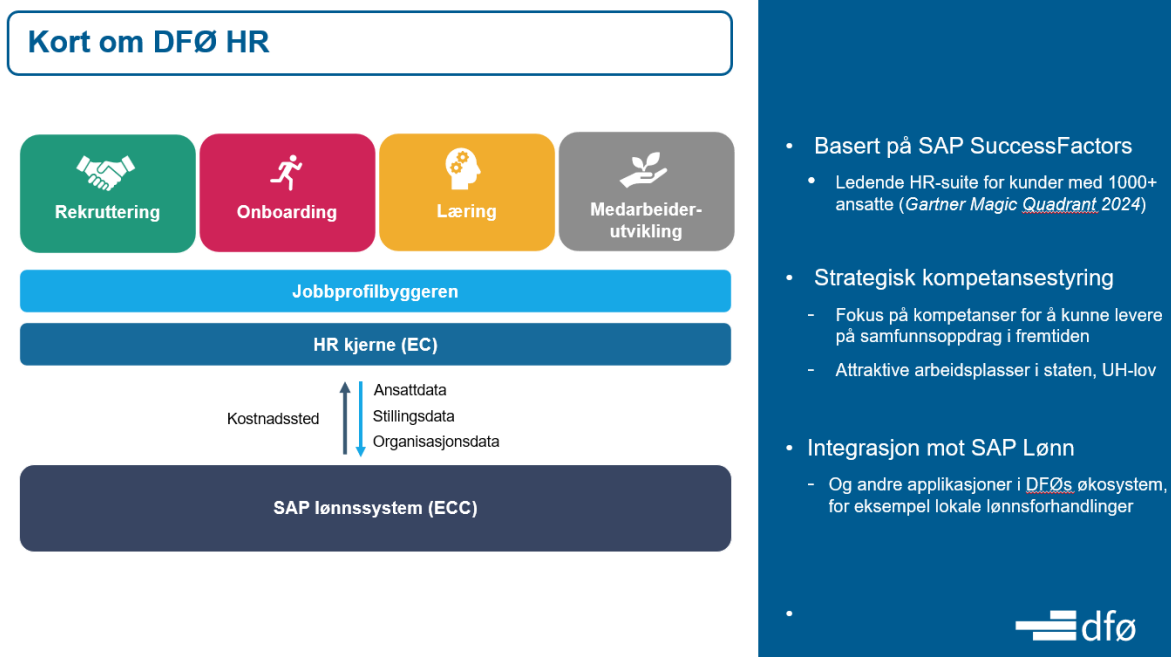 Kort om DFØ HR
Rekruttering
Onboarding
Læring
Medarbeider-
utvikling
Jobbprofilbyggeren
HR kjerne (EC)
Kostnadssted
Ansattdata
Stillingsdata
Organisasjonsdata
SAP lønnssystem (ECC)
• Basert på SAP SuccessFactors
• Ledende HR-suite for kunder med 1000+
ansatte (Gartner Magic Quadrant 2024)
• Strategisk kompetansestyring
- Fokus på kompetanser for å kunne levere
på samfunnsoppdrag i fremtiden
- Attraktive arbeidsplasser i staten, UH-lov
• Integrasjon mot SAP Lønn
- Og andre applikasjoner i DFØs økosystem,
for eksempel lokale lønnsforhandlinger
•
dfø